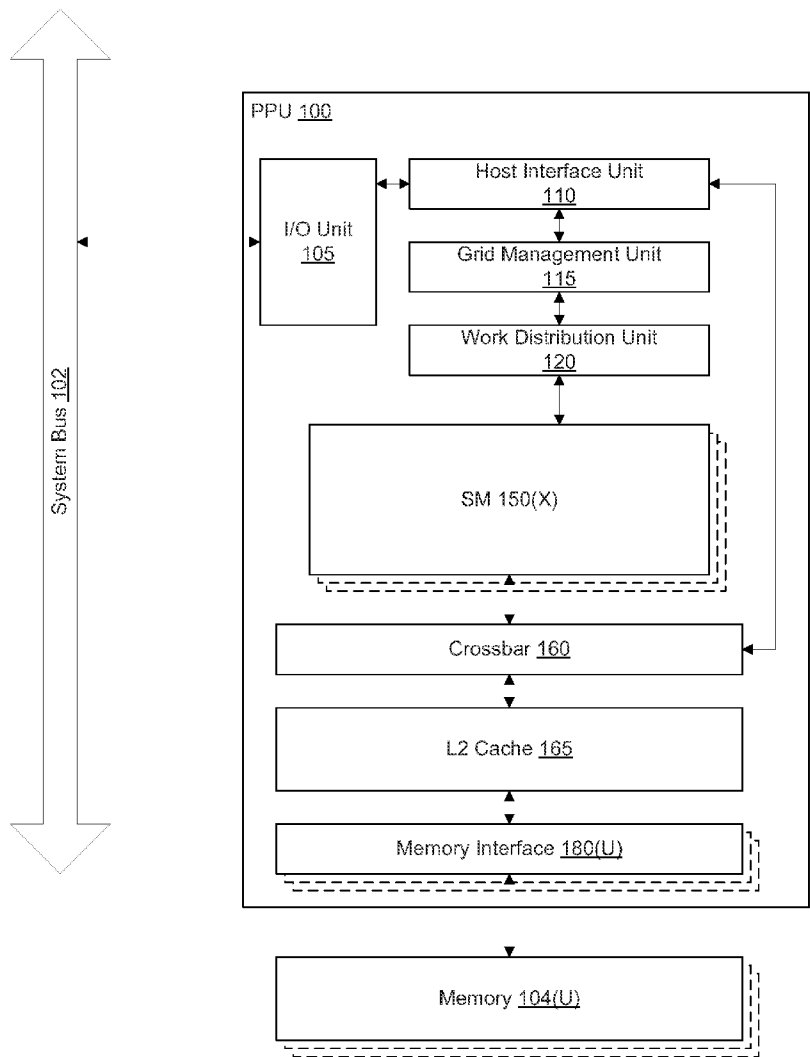 PPU 100
Host Interface Unit
110
I/O Unit
105
Grid Management Unit
115
Work Distribution Unit
120
System Bus 102
SM 150(X)
Crossbar 160
L2 Cache 165
Memory Interface 180(U)
Memory 104(U)